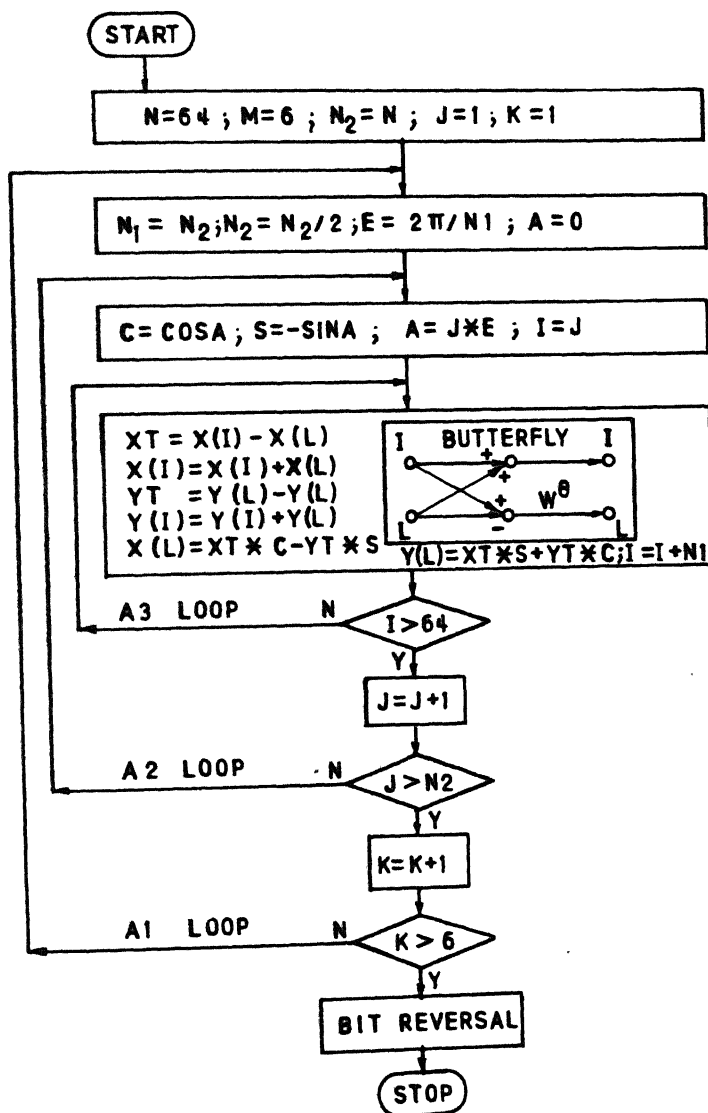 START
N=64 ; M=6 ; N₂=N ; J=1 ; K=1
N₁ = N₂;N₂= N₂/2 ;E= 2π/N1 ; A=0
C=COSA ; S=-SINA ; A=J*E ; I=J
XT = X(I)-X(L)
X(I)=X(I)+X(L)
YT = Y(L)-Y(L)
Y(I)=Y(I)+Y(L)
X(L)=XT*C-YT*S
I BUTTERFLY I
+
+
+
-
W^θ
L L
Y(L)=XT*S+YT*C;I=I+N1
A3 LOOP N
I>64
Y
J=J+1
A2 LOOP N
J>N2
Y
K=K+1
A1 LOOP N
K>6
Y
BIT REVERSAL
STOP